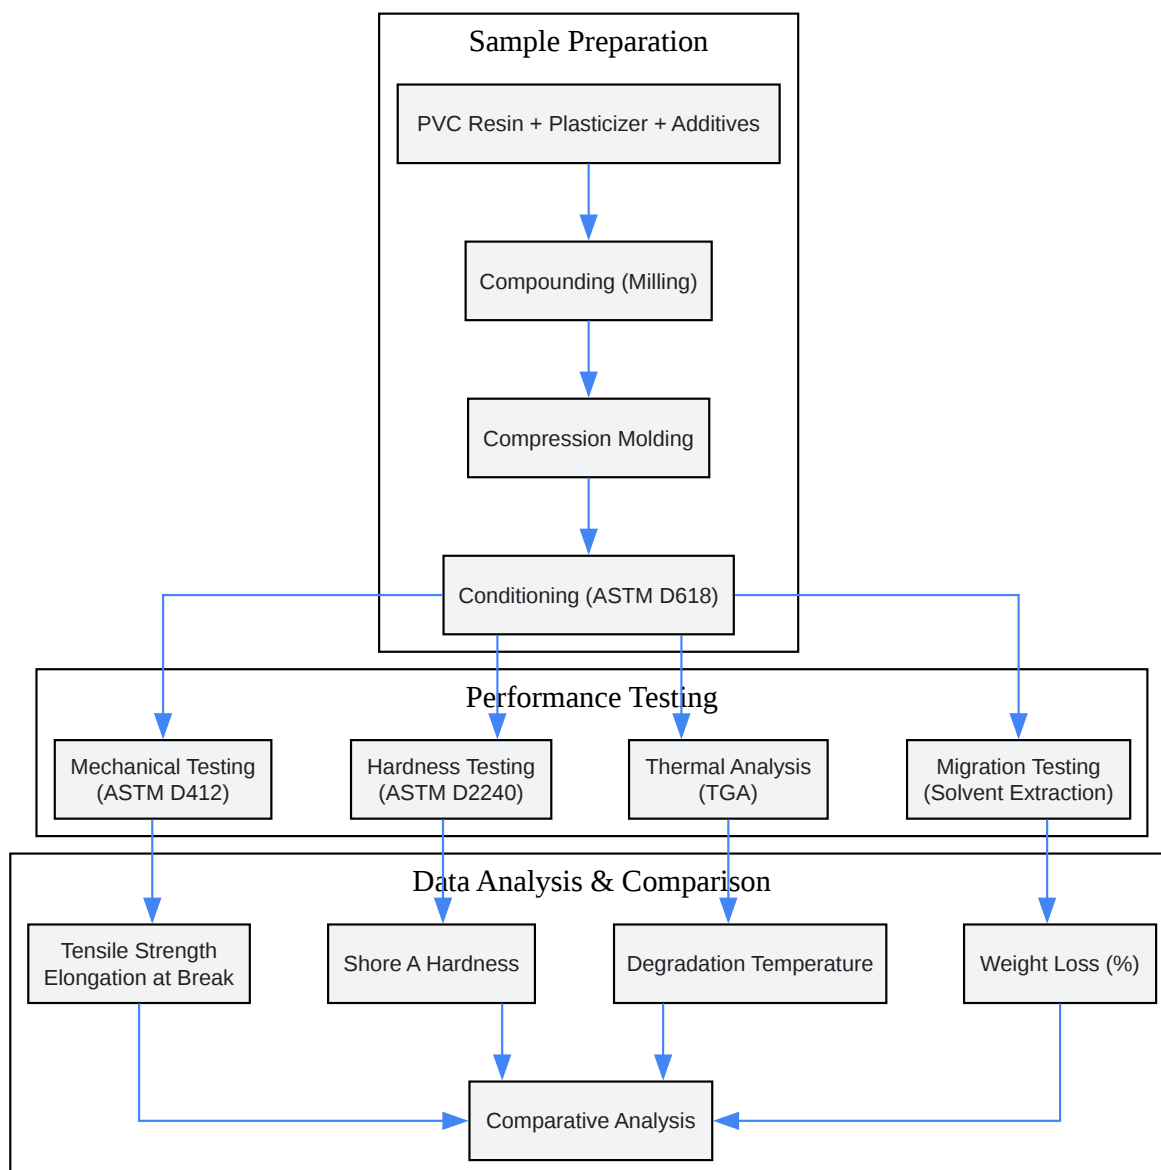 Sample Preparation
PVC Resin + Plasticizer + Additives
Compounding (Milling)
Compression Molding
Conditioning (ASTM D618)
Performance Testing
Mechanical Testing
(ASTM D412)
Hardness Testing
(ASTM D2240)
Thermal Analysis
(TGA)
Migration Testing
(Solvent Extraction)
Data Analysis & Comparison
Tensile Strength
Elongation at Break
Shore A Hardness
Degradation Temperature
Weight Loss (%)
Comparative Analysis